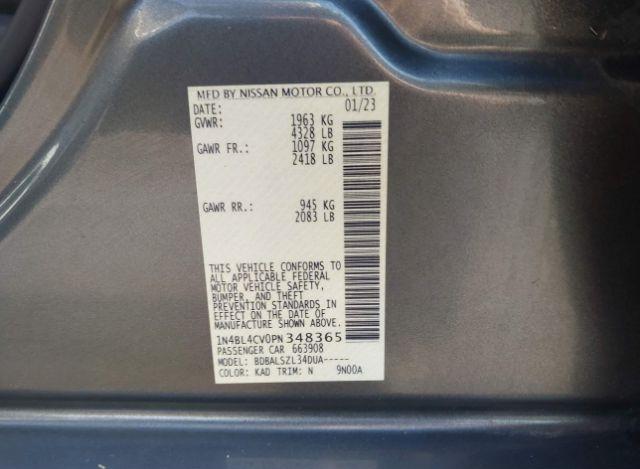 MFD BY NISSAN MOTOR CO., LTD.
DATE: 01/23
GVWR: 1963 KG
4328 LB
GAWR FR.: 1097 KG
2418 LB
GAWR RR.: 945 KG
2083 LB
THIS VEHICLE CONFORMS TO
ALL APPLICABLE FEDERAL
MOTOR VEHICLE SAFETY,
BUMPER, AND THEFT
PREVENTION STANDARDS IN
EFFECT ON THE DATE OF
MANUFACTURE SHOWN ABOVE.
1N4BL4CV0PN348365
PASSENGER CAR 663908
MODEL: BDBALSZL34DUA-----
COLOR: KAD TRIM: N 9N00A